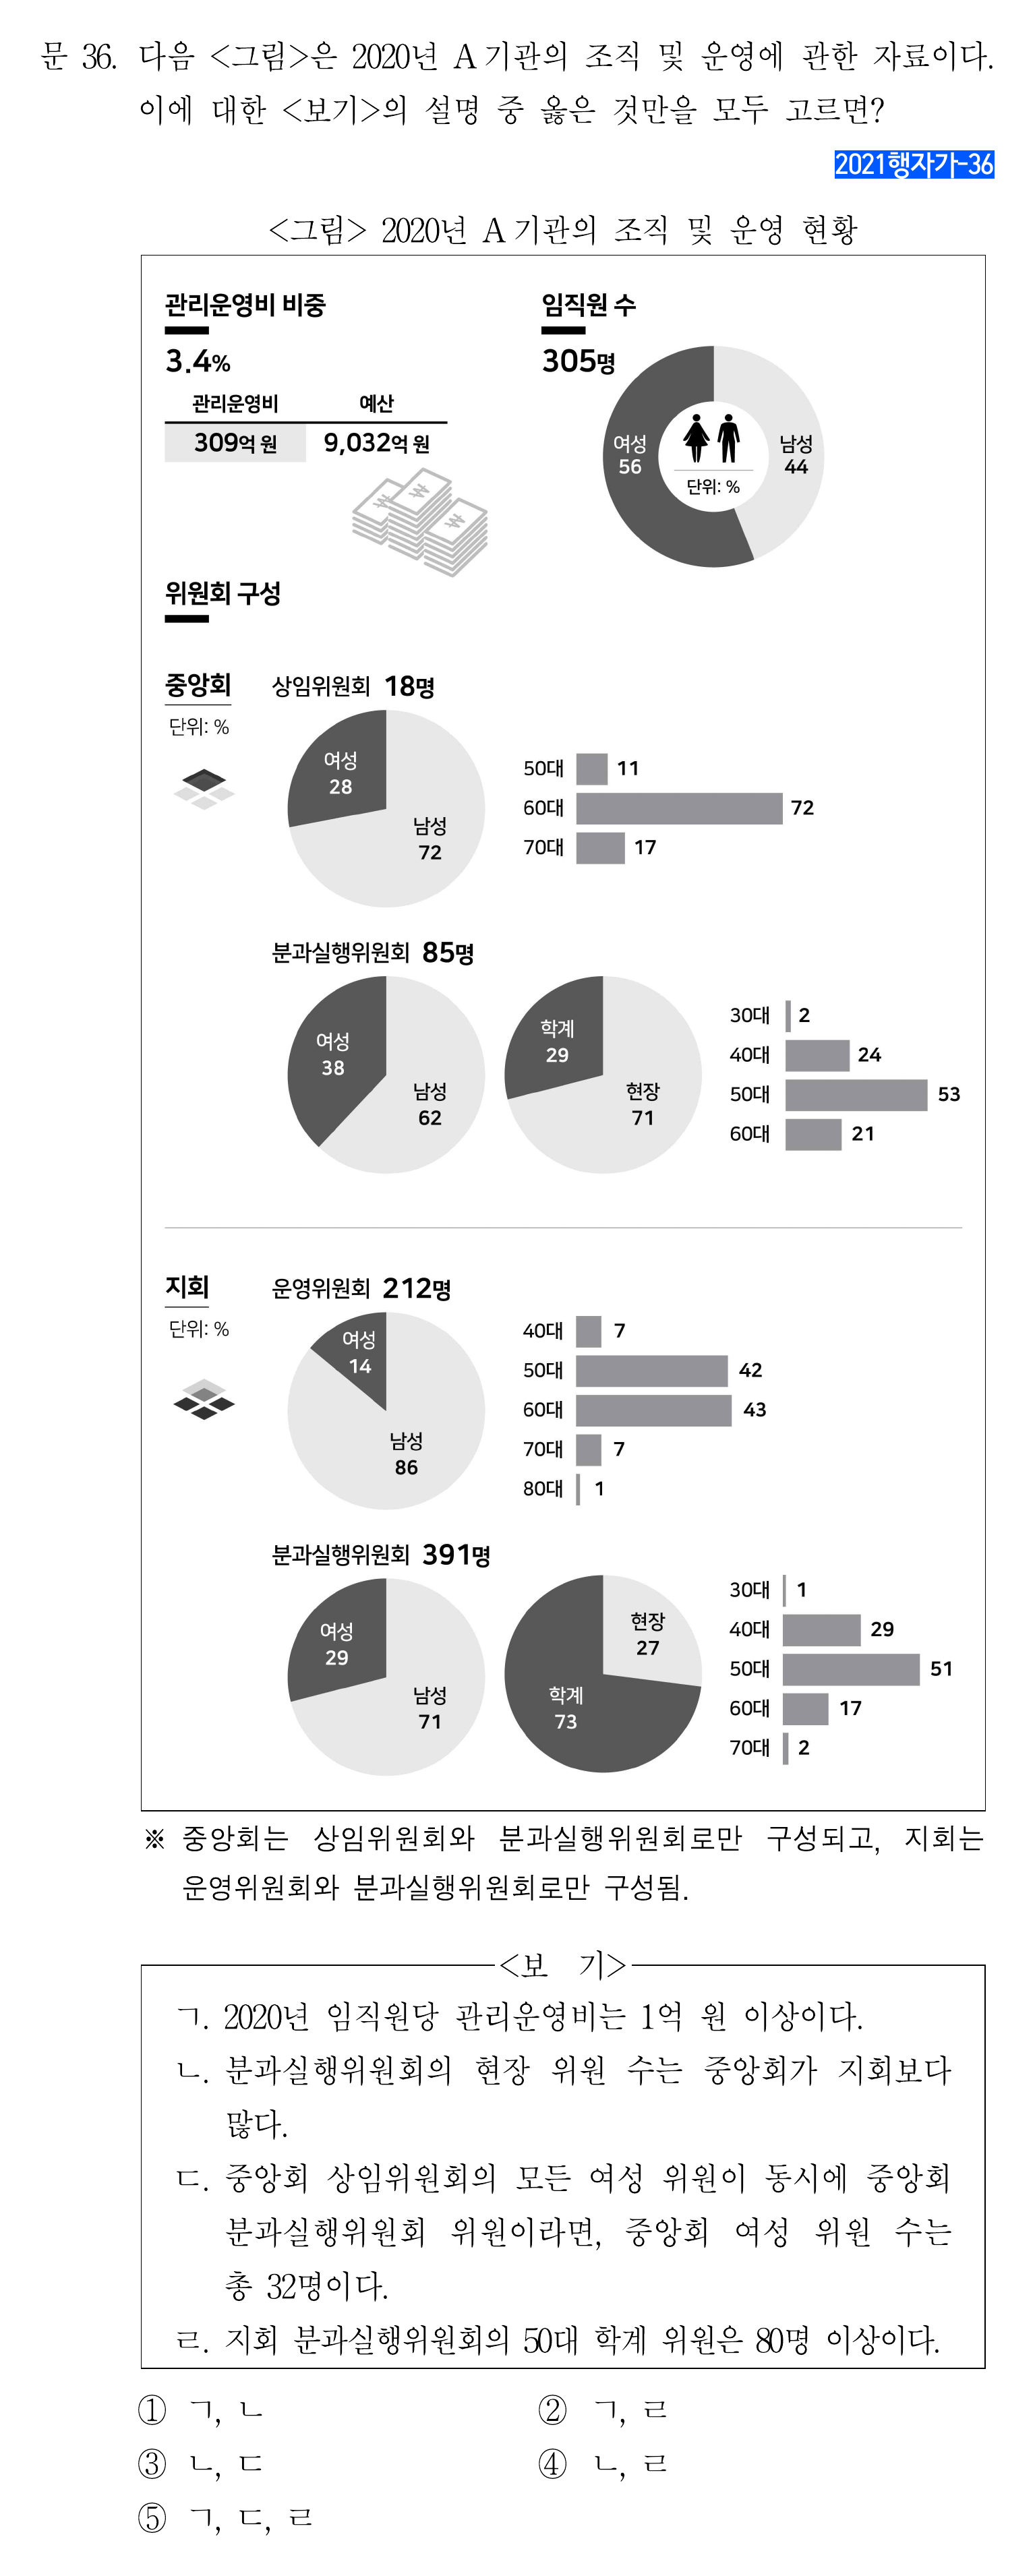 문 36. 다음 <그림>은 2020년 A기관의 조직 및 운영에 관한 자료이다.
이에 대한 <보기>의 설명 중 옳은 것만을 모두 고르면?
2021행자가-36
<그림> 2020년 A기관의 조직 및 운영 현황
관리운영비 비중
3.4%
관리운영비 예산
309억 원 9,032억 원
임직원 수
305명
여성
56
남성
44
단위: %
위원회 구성
중앙회
단위: %
상임위원회 18명
여성
28
남성
72
50대 11
60대 72
70대 17
분과실행위원회 85명
여성
38
남성
62
학계
29
현장
71
30대 2
40대 24
50대 53
60대 21
지회
단위: %
운영위원회 212명
여성
14
남성
86
40대 7
50대 42
60대 43
70대 7
80대 1
분과실행위원회 391명
여성
29
남성
71
현장
27
학계
73
30대 1
40대 29
50대 51
60대 17
70대 2
※ 중앙회는 상임위원회와 분과실행위원회로만 구성되고, 지회는
운영위원회와 분과실행위원회로만 구성됨.
<보 기>
ㄱ. 2020년 임직원당 관리운영비는 1억 원 이상이다.
ㄴ. 분과실행위원회의 현장 위원 수는 중앙회가 지회보다
많다.
ㄷ. 중앙회 상임위원회의 모든 여성 위원이 동시에 중앙회
분과실행위원회 위원이라면, 중앙회 여성 위원 수는
총 32명이다.
ㄹ. 지회 분과실행위원회의 50대 학계 위원은 80명 이상이다.
① ㄱ, ㄴ ② ㄱ, ㄹ
③ ㄴ, ㄷ ④ ㄴ, ㄹ
⑤ ㄱ, ㄷ, ㄹ